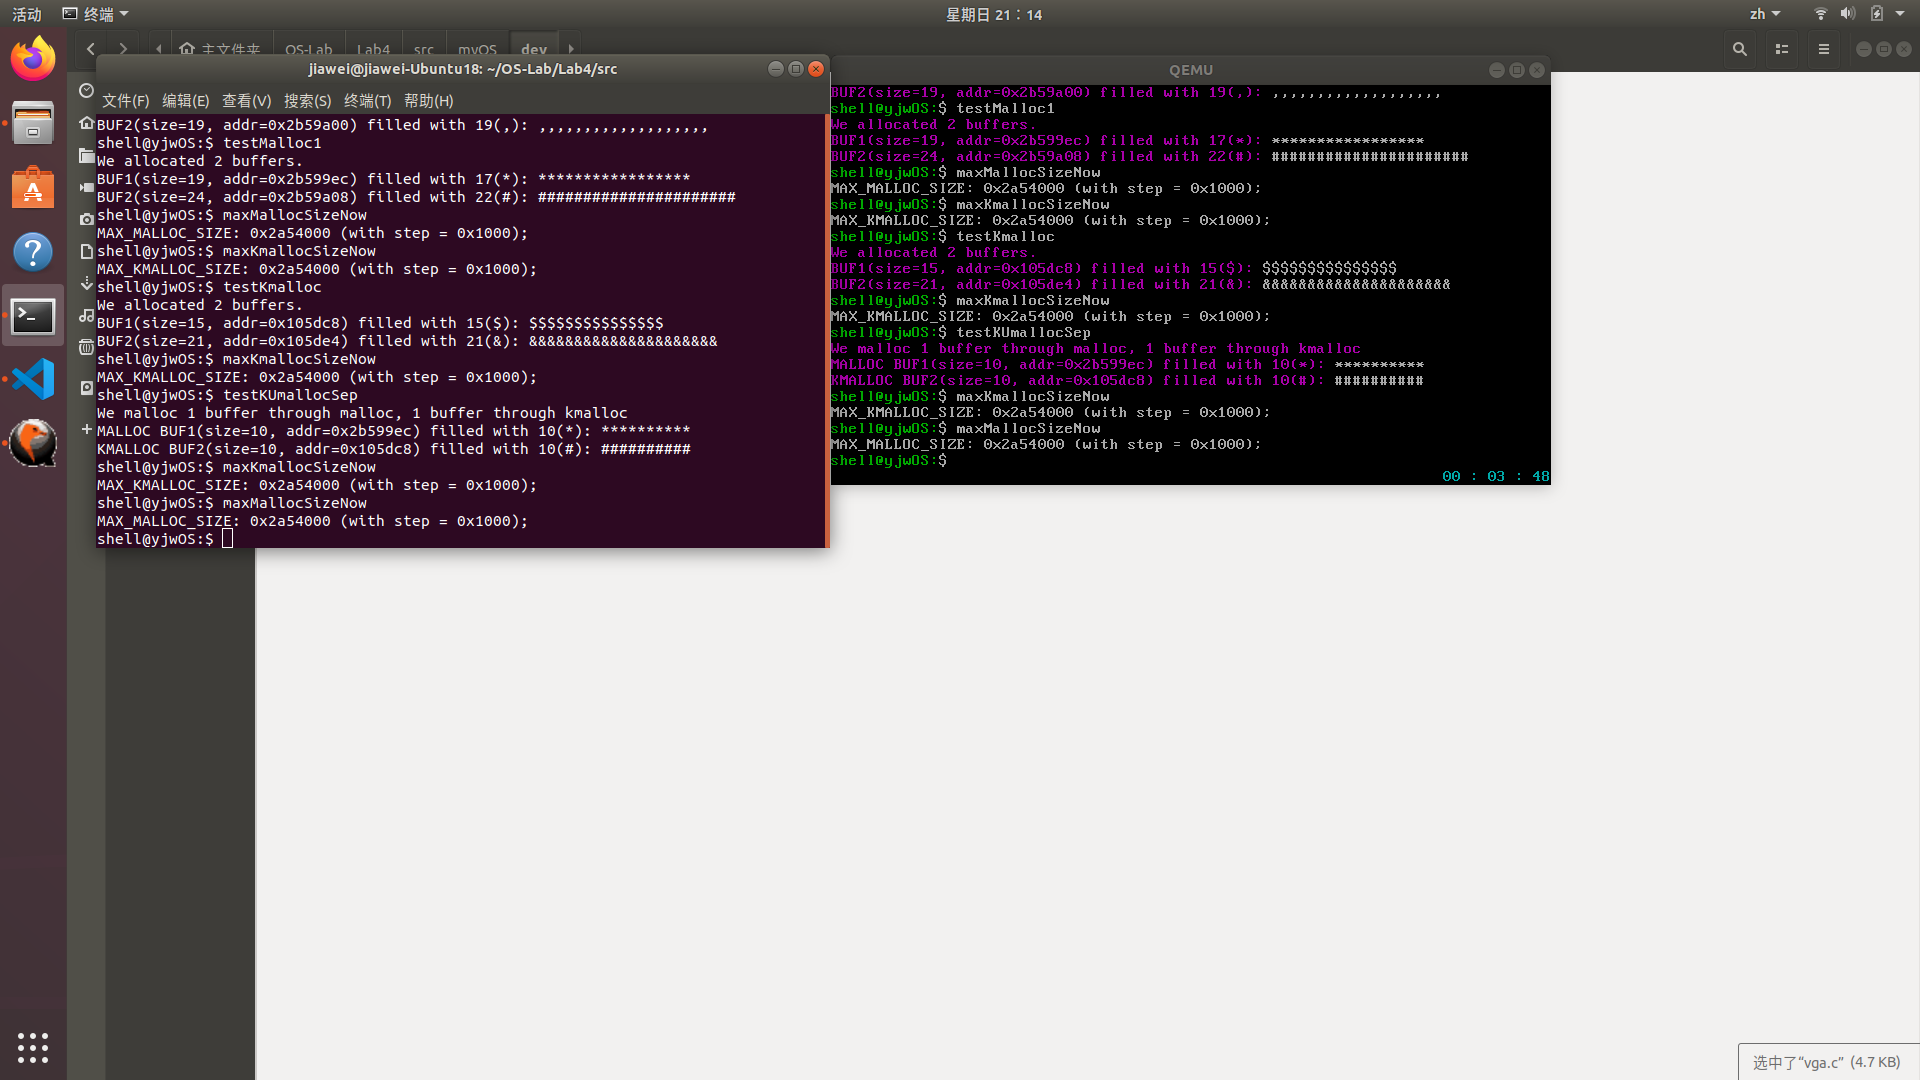 活动
终端
星期日 21：14
zh
主文件夹
OS-Lab
Lab4
src
myOS
dev
jiawei@jiawei-Ubuntu18: ~/OS-Lab/Lab4/src
文件(F) 编辑(E) 查看(V) 搜索(S) 终端(T) 帮助(H)
BUF2(size=19, addr=0x2b59a00) filled with 19(,): ,,,,,,,,,,,,,,,,,,,
shell@yjwOS:$ testMalloc1
We allocated 2 buffers.
BUF1(size=19, addr=0x2b599ec) filled with 17(*): *****************
BUF2(size=24, addr=0x2b59a08) filled with 22(#): ######################
shell@yjwOS:$ maxMallocSizeNow
MAX_MALLOC_SIZE: 0x2a54000 (with step = 0x1000);
shell@yjwOS:$ maxKmallocSizeNow
MAX_KMALLOC_SIZE: 0x2a54000 (with step = 0x1000);
shell@yjwOS:$ testKmalloc
We allocated 2 buffers.
BUF1(size=15, addr=0x105dc8) filled with 15($): $$$$$$$$$$$$$$$
BUF2(size=21, addr=0x105de4) filled with 21(&): &&&&&&&&&&&&&&&&&&&&&
shell@yjwOS:$ maxKmallocSizeNow
MAX_KMALLOC_SIZE: 0x2a54000 (with step = 0x1000);
shell@yjwOS:$ testKUmallocSep
We malloc 1 buffer through malloc, 1 buffer through kmalloc
MALLOC BUF1(size=10, addr=0x2b599ec) filled with 10(*): **********
KMALLOC BUF2(size=10, addr=0x105dc8) filled with 10(#): ##########
shell@yjwOS:$ maxKmallocSizeNow
MAX_KMALLOC_SIZE: 0x2a54000 (with step = 0x1000);
shell@yjwOS:$ maxMallocSizeNow
MAX_MALLOC_SIZE: 0x2a54000 (with step = 0x1000);
shell@yjwOS:$
QEMU
BUF2(size=19, addr=0x2b59a00) filled with 19(,): ,,,,,,,,,,,,,,,,,,,
shell@yjwOS:$ testMalloc1
We allocated 2 buffers.
BUF1(size=19, addr=0x2b599ec) filled with 17(*): *****************
BUF2(size=24, addr=0x2b59a08) filled with 22(#): ######################
shell@yjwOS:$ maxMallocSizeNow
MAX_MALLOC_SIZE: 0x2a54000 (with step = 0x1000);
shell@yjwOS:$ maxKmallocSizeNow
MAX_KMALLOC_SIZE: 0x2a54000 (with step = 0x1000);
shell@yjwOS:$ testKmalloc
We allocated 2 buffers.
BUF1(size=15, addr=0x105dc8) filled with 15($): $$$$$$$$$$$$$$$
BUF2(size=21, addr=0x105de4) filled with 21(&): &&&&&&&&&&&&&&&&&&&&&
shell@yjwOS:$ maxKmallocSizeNow
MAX_KMALLOC_SIZE: 0x2a54000 (with step = 0x1000);
shell@yjwOS:$ testKUmallocSep
We malloc 1 buffer through malloc, 1 buffer through kmalloc
MALLOC BUF1(size=10, addr=0x2b599ec) filled with 10(*): **********
KMALLOC BUF2(size=10, addr=0x105dc8) filled with 10(#): ##########
shell@yjwOS:$ maxKmallocSizeNow
MAX_KMALLOC_SIZE: 0x2a54000 (with step = 0x1000);
shell@yjwOS:$ maxMallocSizeNow
MAX_MALLOC_SIZE: 0x2a54000 (with step = 0x1000);
shell@yjwOS:$
00 : 03 : 48
选中了“vga.c” (4.7 KB)